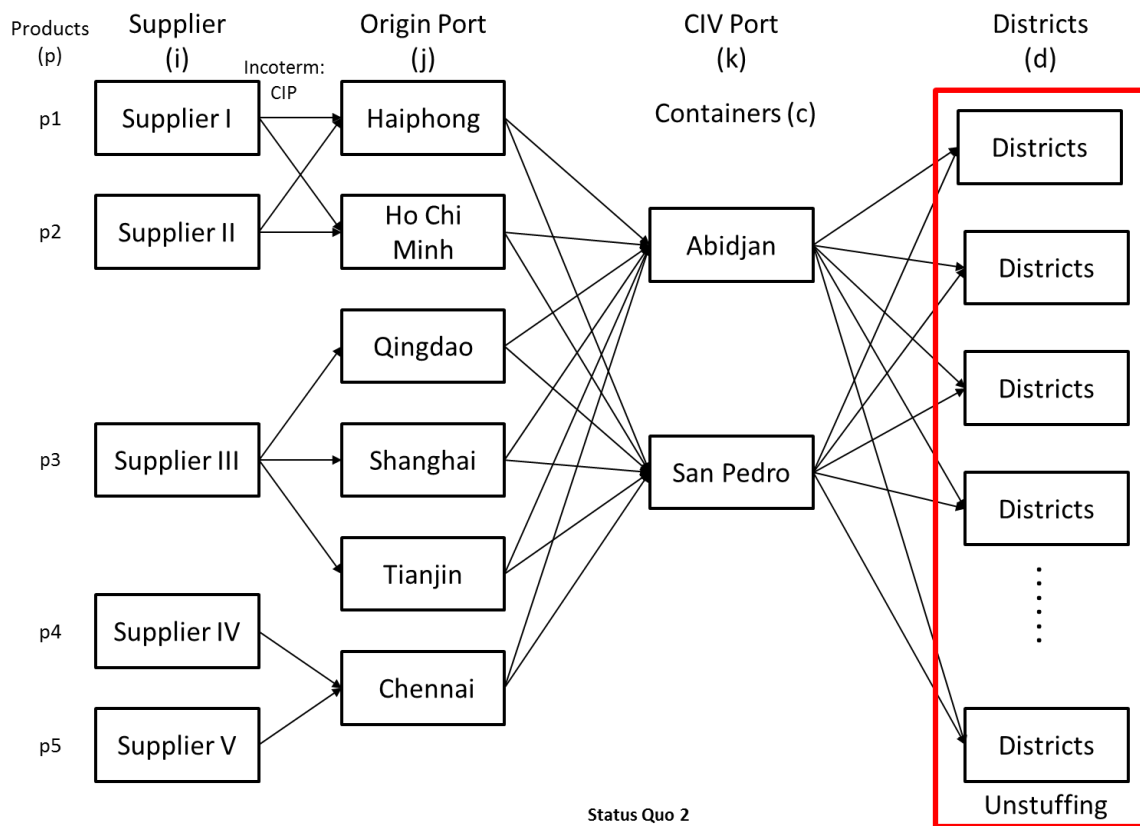 Products
(p)
Supplier
(i)
Origin Port
(j)
CIV Port
(k)
Districts
(d)
Incoterm:
CIP
Containers (c)
p1
Supplier I
Haiphong
Districts
p2
Supplier II
Ho Chi
Minh
Abidjan
Districts
Qingdao
Districts
p3
Supplier III
Shanghai
San Pedro
Districts
Tianjin
p4
Supplier IV
Chennai
p5
Supplier V
Districts
Unstuffing
Status Quo 2